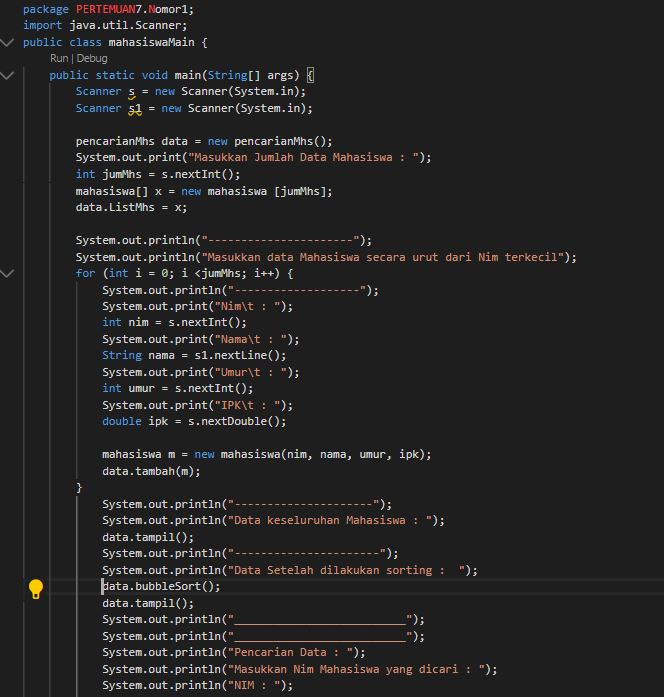 package PERTEMUAN7.Nomor1;
import java.util.Scanner;
public class mahasiswaMain {
Run | Debug
public static void main(String[] args) {
Scanner s = new Scanner(System.in);
Scanner s1 = new Scanner(System.in);
pencarianMhs data = new pencarianMhs();
System.out.print("Masukkan Jumlah Data Mahasiswa : ");
int jumMhs = s.nextInt();
mahasiswa[] x = new mahasiswa [jumMhs];
data.ListMhs = x;
System.out.println("----------------------");
System.out.println("Masukkan data Mahasiswa secara urut dari Nim terkecil");
for (int i = 0; i <jumMhs; i++) {
System.out.println("-------------------");
System.out.print("Nim\t : ");
int nim = s.nextInt();
System.out.print("Nama\t : ");
String nama = s1.nextLine();
System.out.print("Umur\t : ");
int umur = s.nextInt();
System.out.print("IPK\t : ");
double ipk = s.nextDouble();
mahasiswa m = new mahasiswa(nim, nama, umur, ipk);
data.tambah(m);
}
System.out.println("---------------------");
System.out.println("Data keseluruhan Mahasiswa : ");
data.tampil();
System.out.println("----------------------");
System.out.println("Data Setelah dilakukan sorting :  ");
data.bubbleSort();
data.tampil();
System.out.println("__________________________");
System.out.println("__________________________");
System.out.println("Pencarian Data : ");
System.out.println("Masukkan Nim Mahasiswa yang dicari : ");
System.out.println("NIM : ");